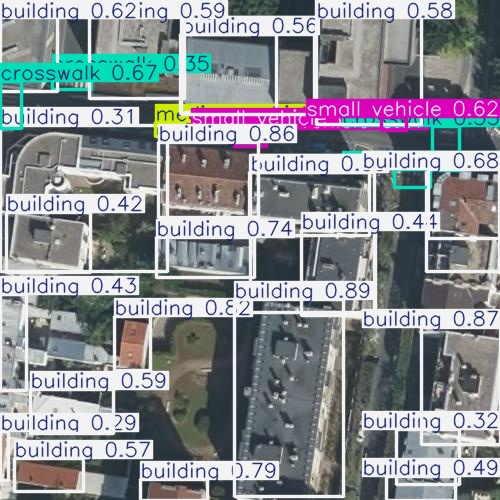 building 0.62
ing 0.59
building 0.56
building 0.58
crosswalk 0.35
crosswalk 0.67
building 0.31
small vehicle
small vehicle 0.62
building 0.86
building 0.68
building 0.42
building 0.74
building 0.44
building 0.43
building 0.82
building 0.89
building 0.87
building 0.59
building 0.29
building 0.32
building 0.57
building 0.79
building 0.49